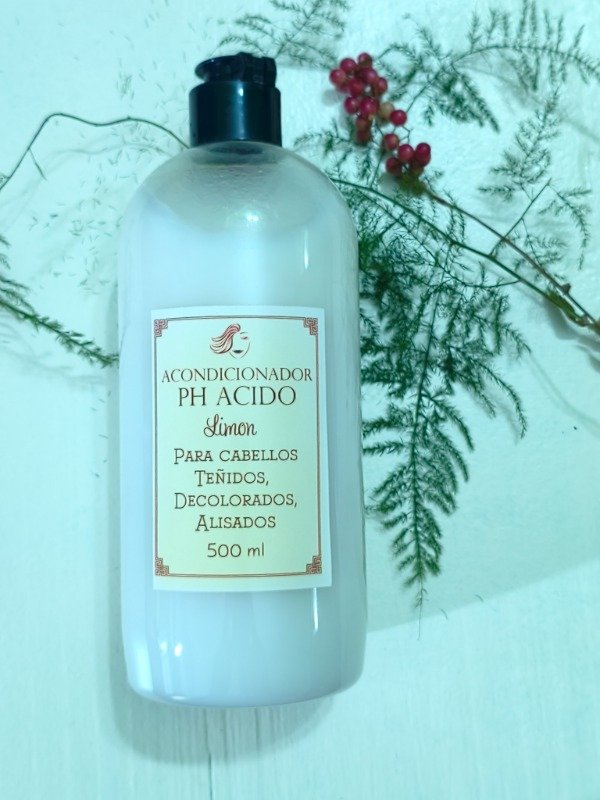 ACONDICIONADOR
PH ACIDO
Limon
PARA CABELLOS
TEÑIDOS,
DECOLORADOS,
ALISADOS
500 ml